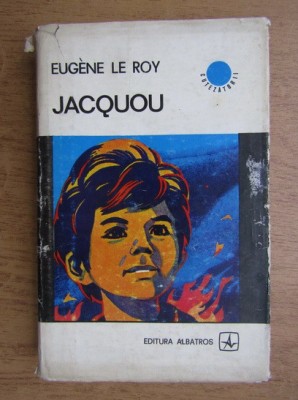 EUGÈNE LE ROY
CUTEZĂTORII
JACQUOU
EDITURA ALBATROS